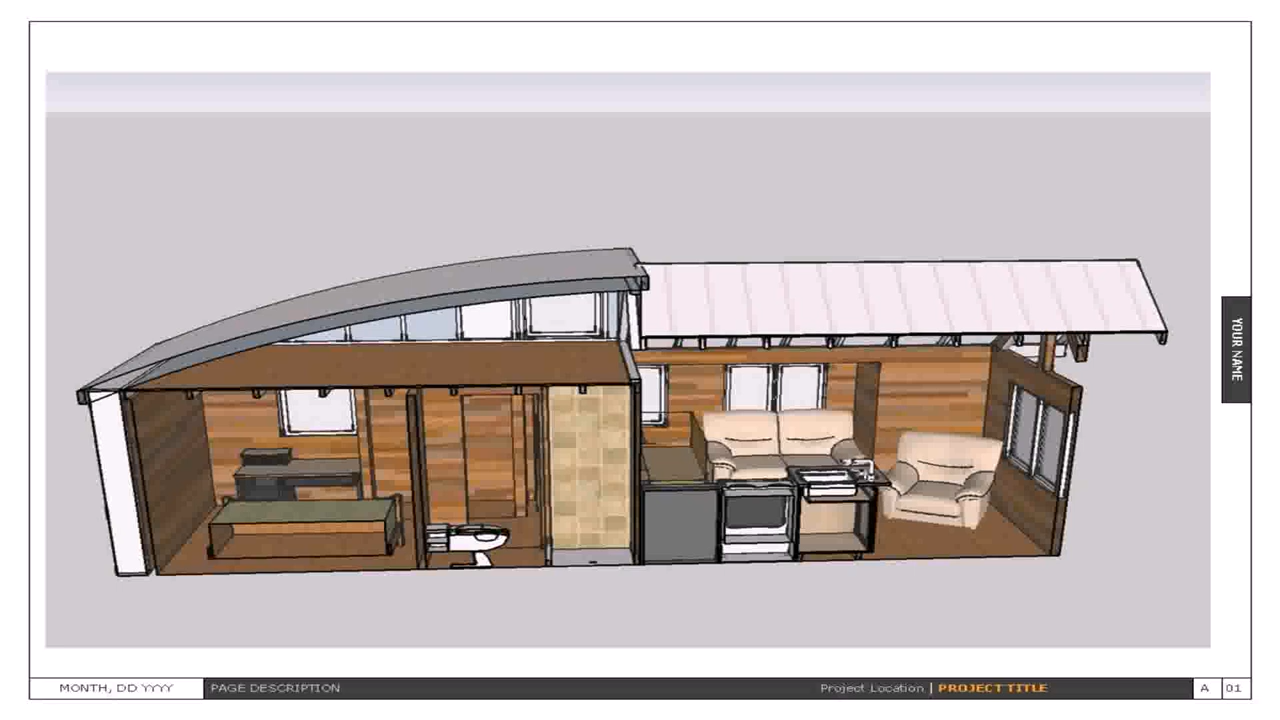 YOUR NAME
MONTH, DD YYYY
PAGE DESCRIPTION
Project Location | PROJECT TITLE
A
01